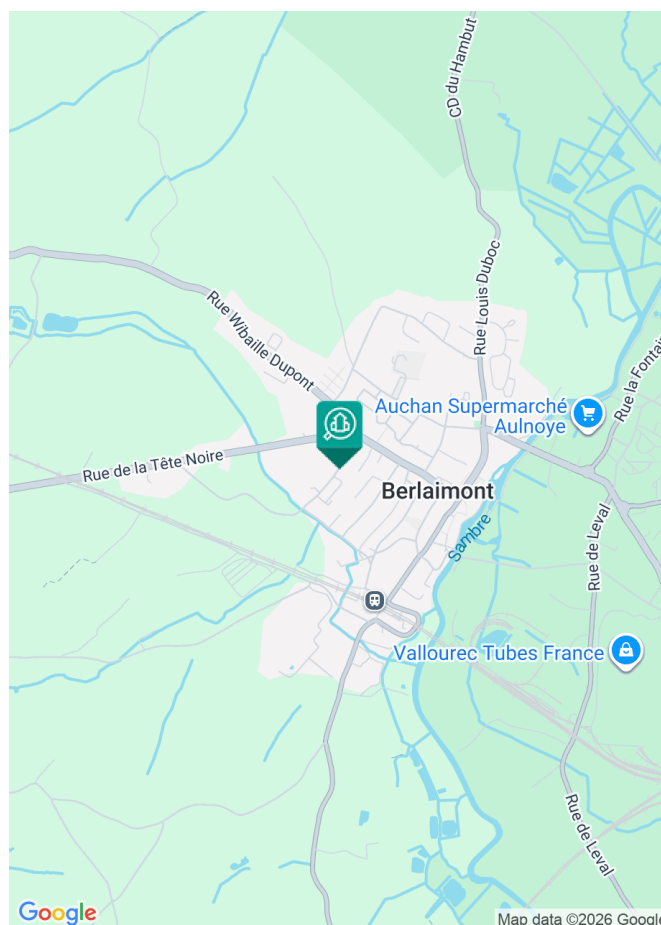 CD du Hambut
Rue Louis Duboc
Rue Wibaille Dupont
Rue la Fontain
Auchan Supermarché
Aulnoye
Rue de la Tête Noire
Berlaimont
Sambre
Rue de Leval
Vallourec Tubes France
Rue de Leval
Google
Map data ©2026 Google